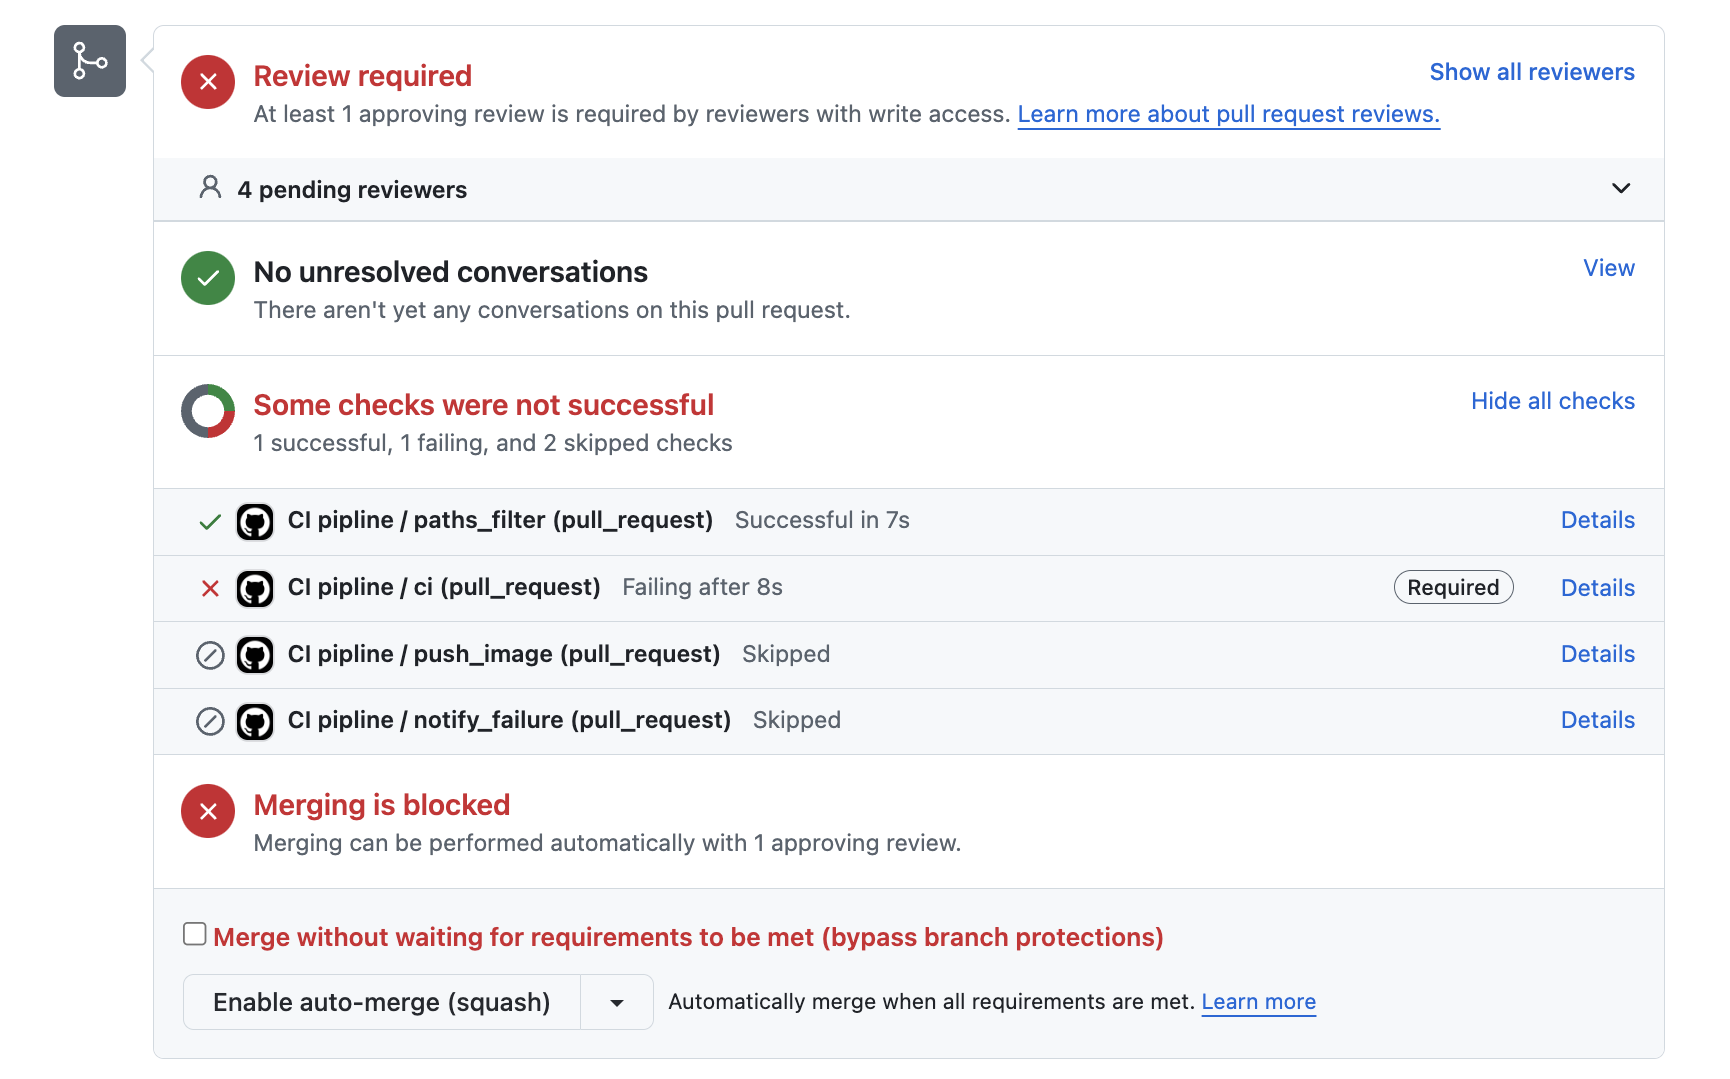 Review required
Show all reviewers
At least 1 approving review is required by reviewers with write access. Learn more about pull request reviews.
4 pending reviewers
No unresolved conversations
View
There aren't yet any conversations on this pull request.
Some checks were not successful
Hide all checks
1 successful, 1 failing, and 2 skipped checks
CI pipline / paths_filter (pull_request) Successful in 7s Details
CI pipline / ci (pull_request) Failing after 8s Required Details
CI pipline / push_image (pull_request) Skipped Details
CI pipline / notify_failure (pull_request) Skipped Details
Merging is blocked
Merging can be performed automatically with 1 approving review.
Merge without waiting for requirements to be met (bypass branch protections)
Enable auto-merge (squash) Automatically merge when all requirements are met. Learn more